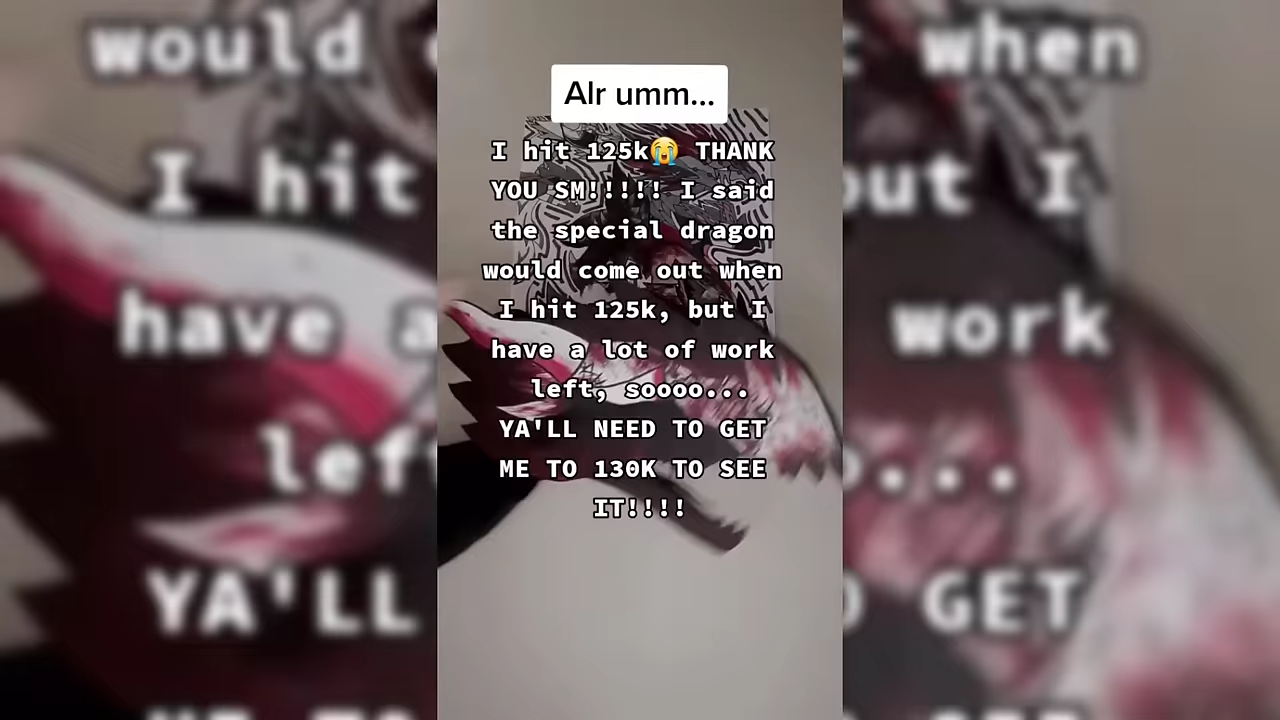 Alr umm...
I hit 125k😭 THANK
YOU SM!!!!! I said
the special dragon
would come out when
I hit 125k, but I
have a lot of work
left, soooo...
YA'LL NEED TO GET
ME TO 130K TO SEE
IT!!!!